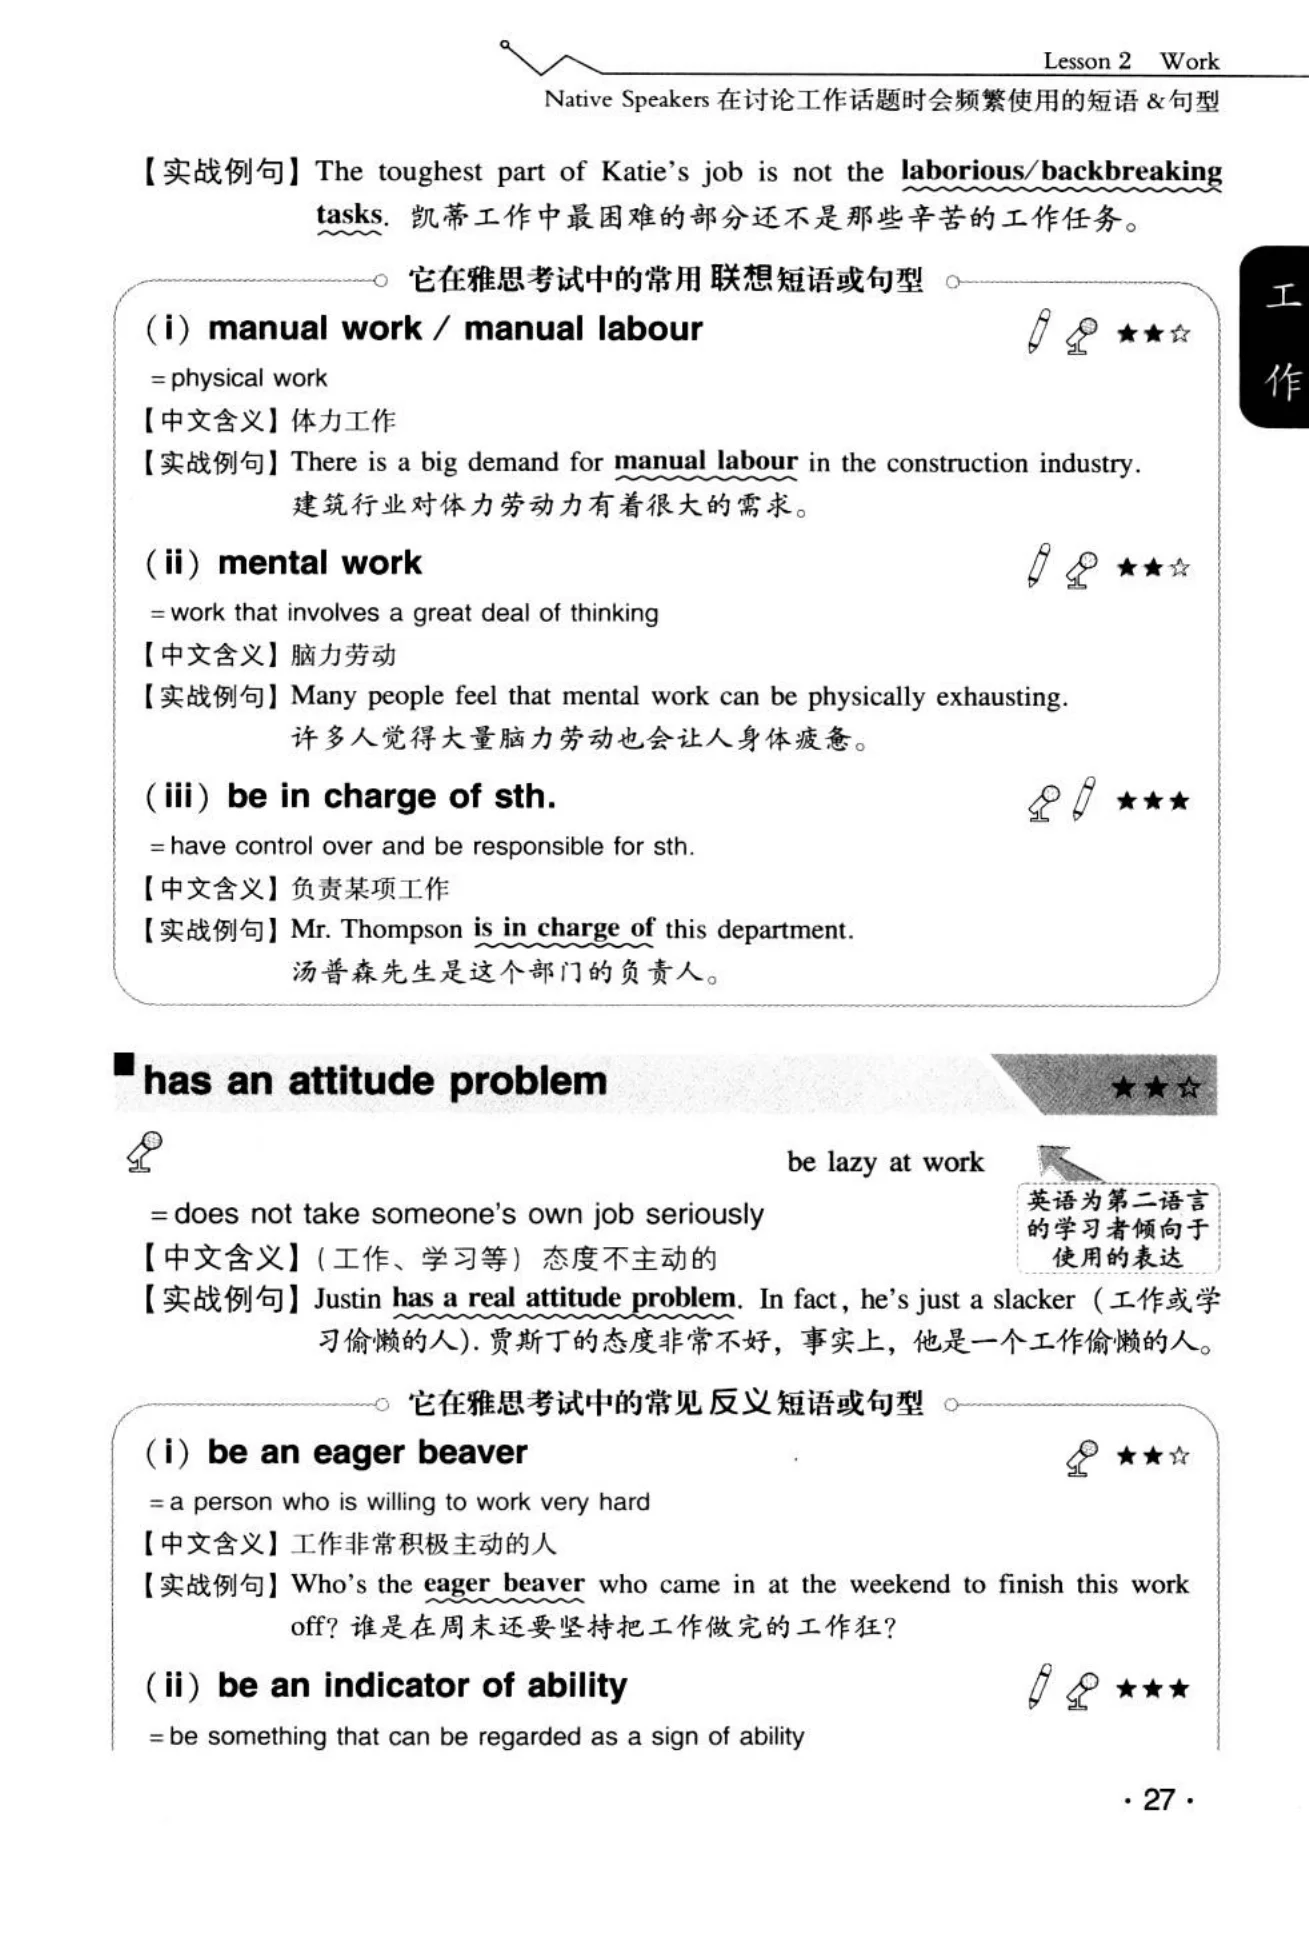 Lesson 2 Work
Native Speakers 在讨论工作话题时会频繁使用的短语 &句型
【实战例句】The toughest part of Katie's job is not the laborious/backbreaking
tasks. 凯蒂工作中最困难的部分还不是那些辛苦的工作任务。
工
作
它在雅思考试中的常用联想短语或句型
(i) manual work / manual labour ★★☆
=physical work
【中文含义】体力工作
【实战例句】There is a big demand for manual labour in the construction industry.
建筑行业对体力劳动力有着很大的需求。
(ii) mental work ★★☆
=work that involves a great deal of thinking
【中文含义】脑力劳动
【实战例句】Many people feel that mental work can be physically exhausting.
许多人觉得大量脑力劳动也会让人身体疲惫。
(iii) be in charge of sth. ★★★
=have control over and be responsible for sth.
【中文含义】负责某项工作
【实战例句】Mr. Thompson is in charge of this department.
汤普森先生是这个部门的负责人。
■has an attitude problem ★★☆
be lazy at work
英语为第二语言
的学习者倾向于
使用的表达
=does not take someone's own job seriously
【中文含义】(工作、学习等) 态度不主动的
【实战例句】Justin has a real attitude problem. In fact, he's just a slacker (工作或学
习偷懒的人). 贾斯丁的态度非常不好，事实上，他是一个工作偷懒的人。
它在雅思考试中的常见反义短语或句型
(i) be an eager beaver ★★☆
=a person who is willing to work very hard
【中文含义】工作非常积极主动的人
【实战例句】Who's the eager beaver who came in at the weekend to finish this work
off? 谁是在周末还要坚持把工作做完的工作狂?
(ii) be an indicator of ability ★★★
=be something that can be regarded as a sign of ability
· 27 ·